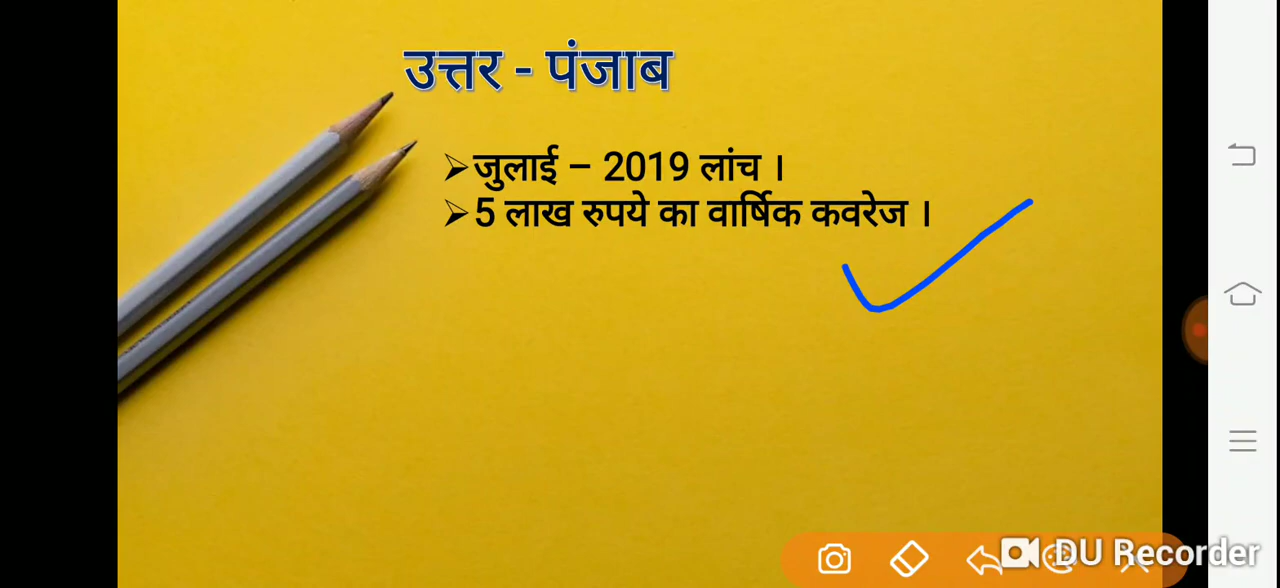 उत्तर - पंजाब
➢जुलाई – 2019 लांच ।
➢5 लाख रुपये का वार्षिक कवरेज ।
DU Recorder